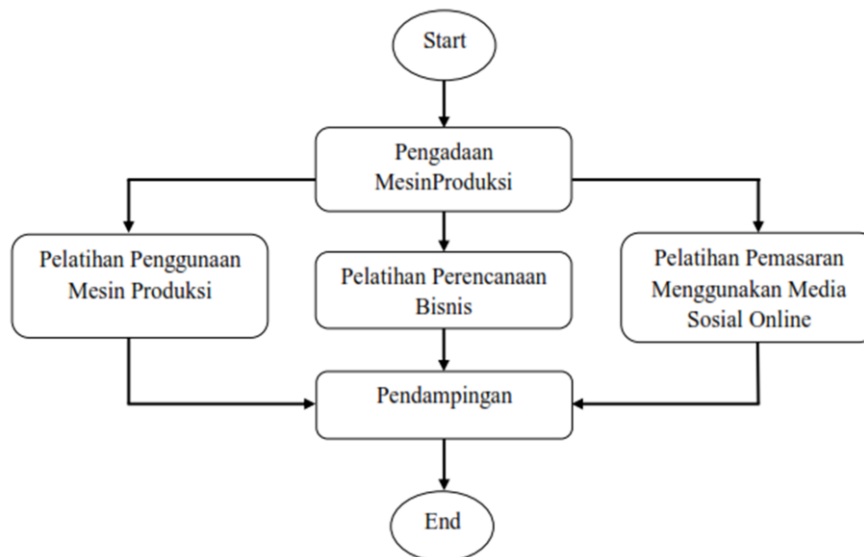 Start
Pengadaan
MesinProduksi
Pelatihan Penggunaan
Mesin Produksi
Pelatihan Perencanaan
Bisnis
Pelatihan Pemasaran
Menggunakan Media
Sosial Online
Pendampingan
End